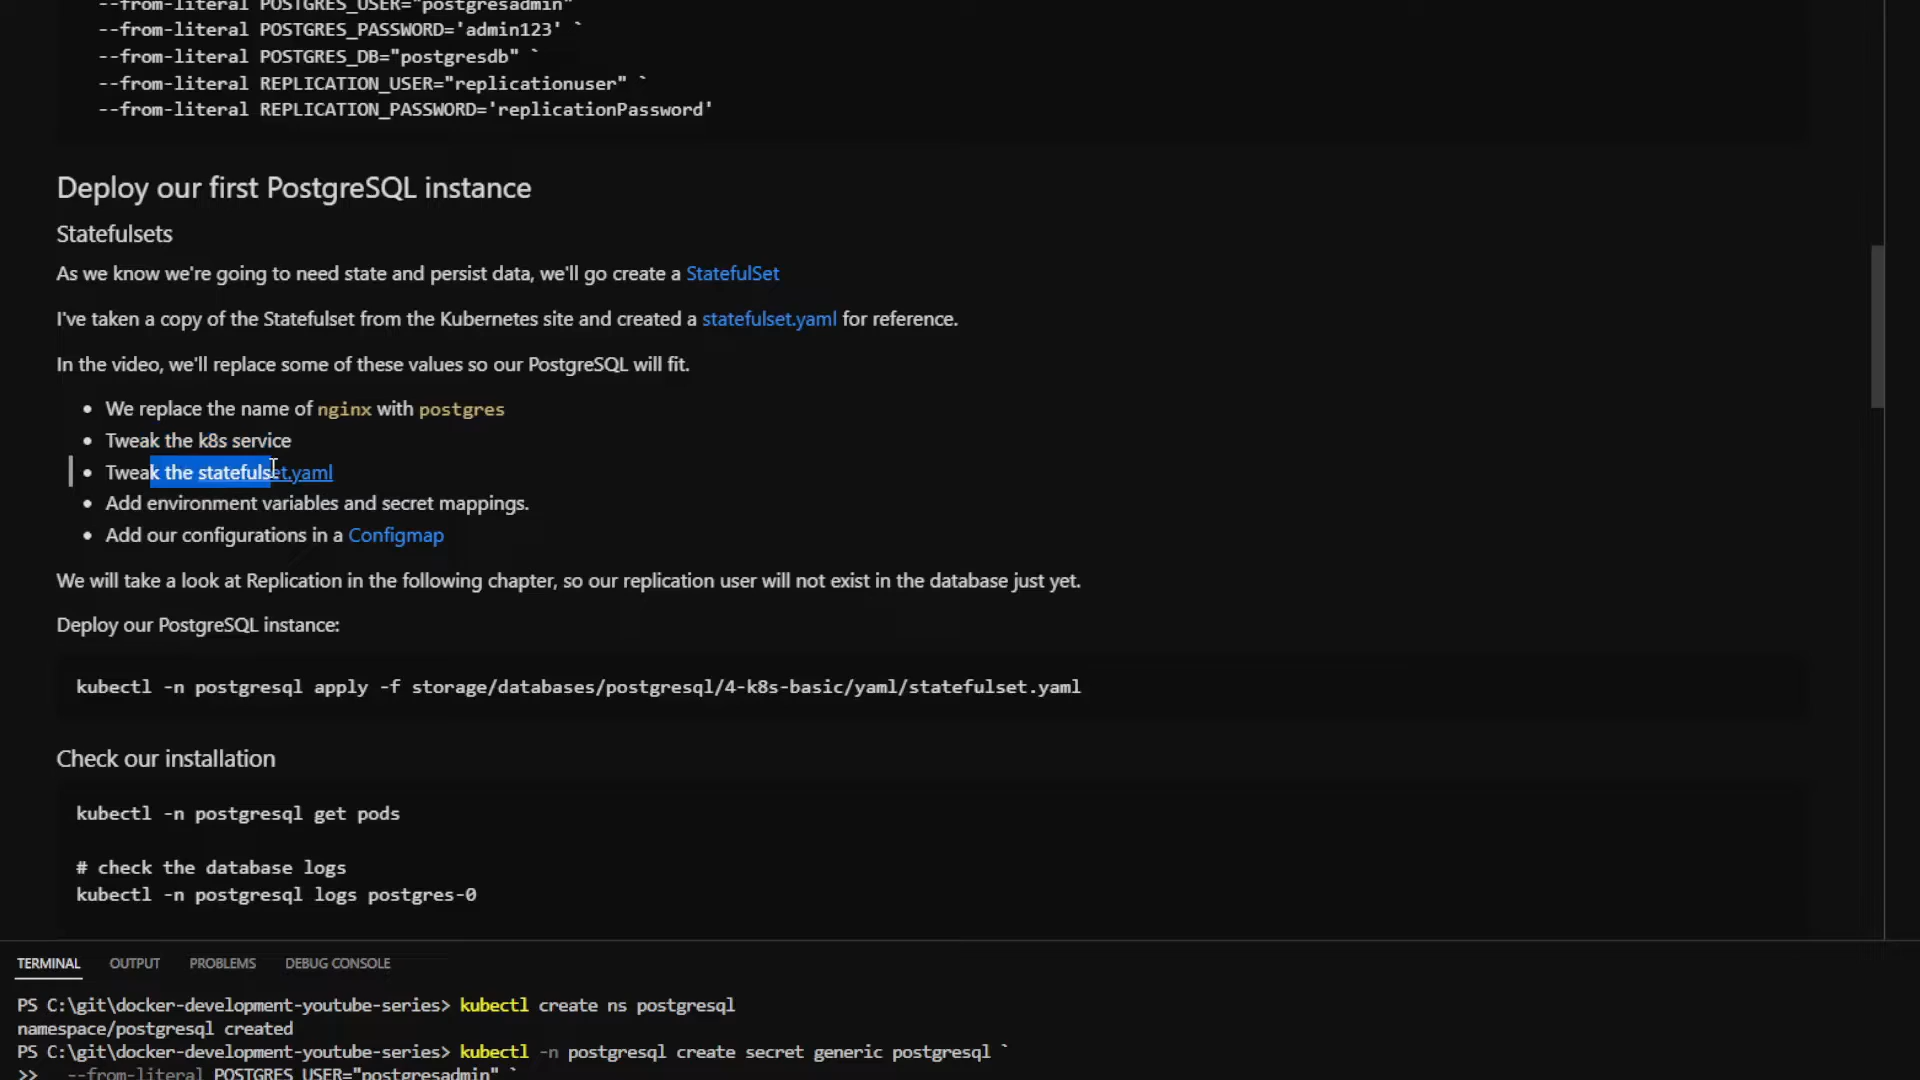 --from-literal POSTGRES_USER="postgresadmin"
--from-literal POSTGRES_PASSWORD='admin123' `
--from-literal POSTGRES_DB="postgresdb" `
--from-literal REPLICATION_USER="replicationuser" `
--from-literal REPLICATION_PASSWORD='replicationPassword'
Deploy our first PostgreSQL instance
Statefulsets
As we know we're going to need state and persist data, we'll go create a StatefulSet
I've taken a copy of the Statefulset from the Kubernetes site and created a statefulset.yaml for reference.
In the video, we'll replace some of these values so our PostgreSQL will fit.
• We replace the name of nginx with postgres
• Tweak the k8s service
• Tweak the statefulset.yaml
• Add environment variables and secret mappings.
• Add our configurations in a Configmap
We will take a look at Replication in the following chapter, so our replication user will not exist in the database just yet.
Deploy our PostgreSQL instance:
kubectl -n postgresql apply -f storage/databases/postgresql/4-k8s-basic/yaml/statefulset.yaml
Check our installation
kubectl -n postgresql get pods
# check the database logs
kubectl -n postgresql logs postgres-0
TERMINAL OUTPUT PROBLEMS DEBUG CONSOLE
PS C:\git\docker-development-youtube-series> kubectl create ns postgresql
namespace/postgresql created
PS C:\git\docker-development-youtube-series> kubectl -n postgresql create secret generic postgresql `
>> --from-literal POSTGRES_USER="postgresadmin" `